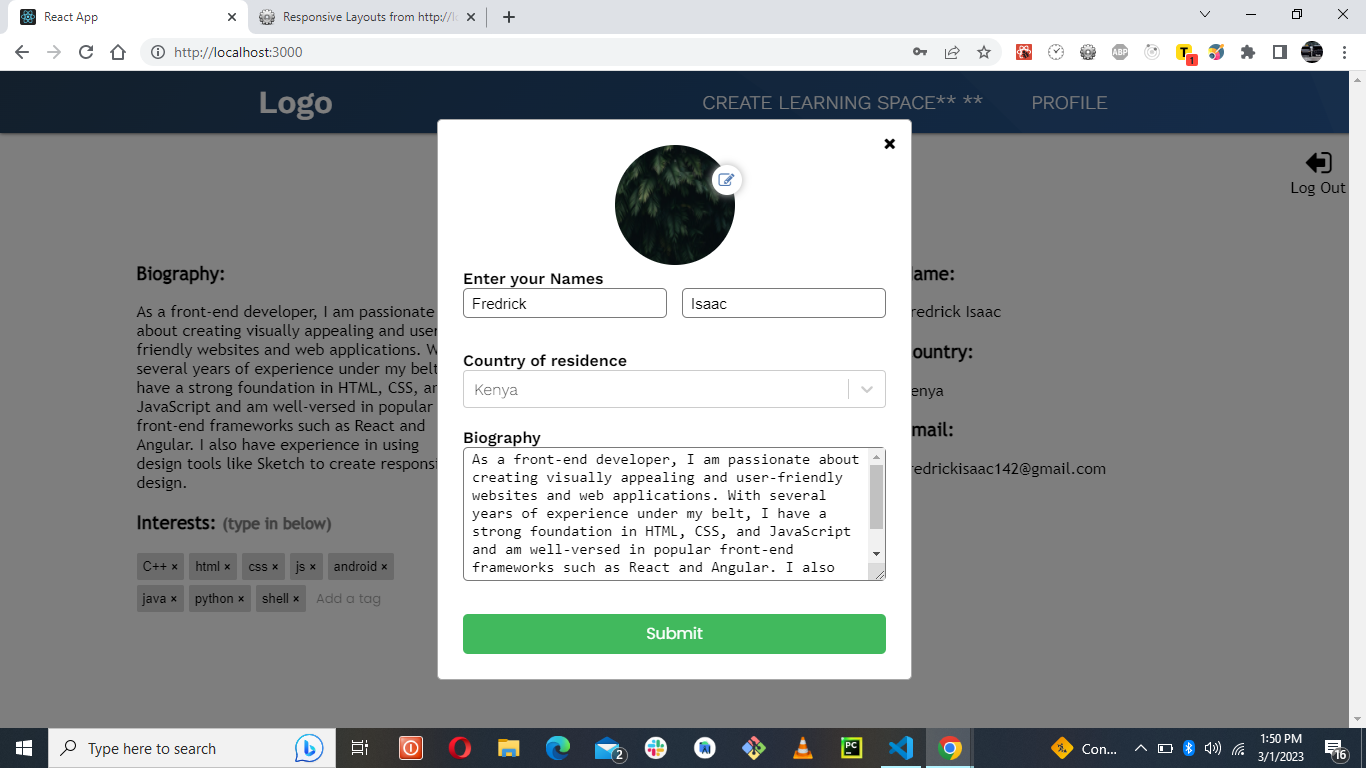 React App
Responsive Layouts from http://lo
http://localhost:3000
ABP
T
1
Logo
CREATE LEARNING SPACE** **
PROFILE
Log Out
Biography:
As a front-end developer, I am passionate
about creating visually appealing and user
friendly websites and web applications. W
several years of experience under my belt
have a strong foundation in HTML, CSS, an
JavaScript and am well-versed in popular
front-end frameworks such as React and
Angular. I also have experience in using
design tools like Sketch to create responsi
design.
Interests: (type in below)
C++ × html × css × js × android ×
java × python × shell × Add a tag
Enter your Names
Fredrick Isaac
Country of residence
Kenya
Biography
As a front-end developer, I am passionate about
creating visually appealing and user-friendly
websites and web applications. With several
years of experience under my belt, I have a
strong foundation in HTML, CSS, and JavaScript
and am well-versed in popular front-end
frameworks such as React and Angular. I also
Submit
ame:
redrick Isaac
ountry:
enya
mail:
redrickisaac142@gmail.com
Type here to search
2
PC
Con...
1:50 PM
3/1/2023
16